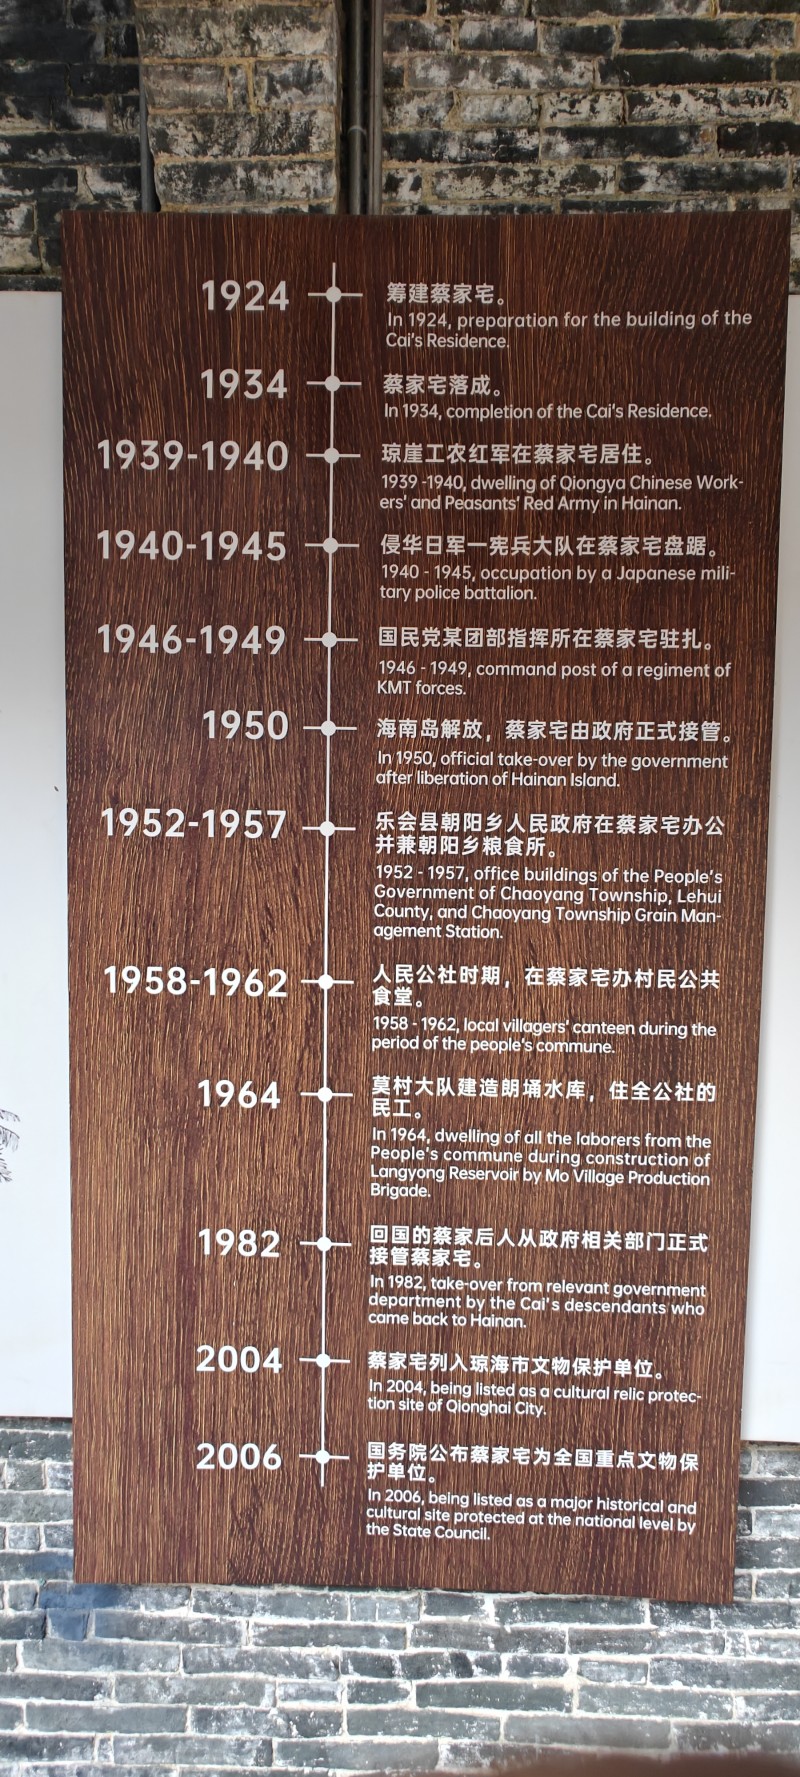 1924
筹建蔡家宅。
In 1924, preparation for the building of the
Cai's Residence.
1934
蔡家宅落成。
In 1934, completion of the Cai's Residence.
1939-1940
琼崖工农红军在蔡家宅居住。
1939 -1940, dwelling of Qiongya Chinese Work-
ers' and Peasants' Red Army in Hainan.
1940-1945
侵华日军一宪兵大队在蔡家宅盘踞。
1940 - 1945, occupation by a Japanese mili-
tary police battalion.
1946-1949
国民党某团部指挥所在蔡家宅驻扎。
1946 - 1949, command post of a regiment of
KMT forces.
1950
海南岛解放，蔡家宅由政府正式接管。
In 1950, official take-over by the government
after liberation of Hainan Island.
1952-1957
乐会县朝阳乡人民政府在蔡家宅办公
并兼朝阳乡粮食所。
1952 - 1957, office buildings of the People's
Government of Chaoyang Township, Lehui
County, and Chaoyang Township Grain Man-
agement Station.
1958-1962
人民公社时期，在蔡家宅办村民公共
食堂。
1958 - 1962, local villagers' canteen during the
period of the people's commune.
1964
莫村大队建造朗埇水库，住全公社的
民工。
In 1964, dwelling of all the laborers from the
People's commune during construction of
Langyong Reservoir by Mo Village Production
Brigade.
1982
回国的蔡家后人从政府相关部门正式
接管蔡家宅。
In 1982, take-over from relevant government
department by the Cai's descendants who
came back to Hainan.
2004
蔡家宅列入琼海市文物保护单位。
In 2004, being listed as a cultural relic protec-
tion site of Qionghai City.
2006
国务院公布蔡家宅为全国重点文物保
护单位。
In 2006, being listed as a major historical and
cultural site protected at the national level by
the State Council.